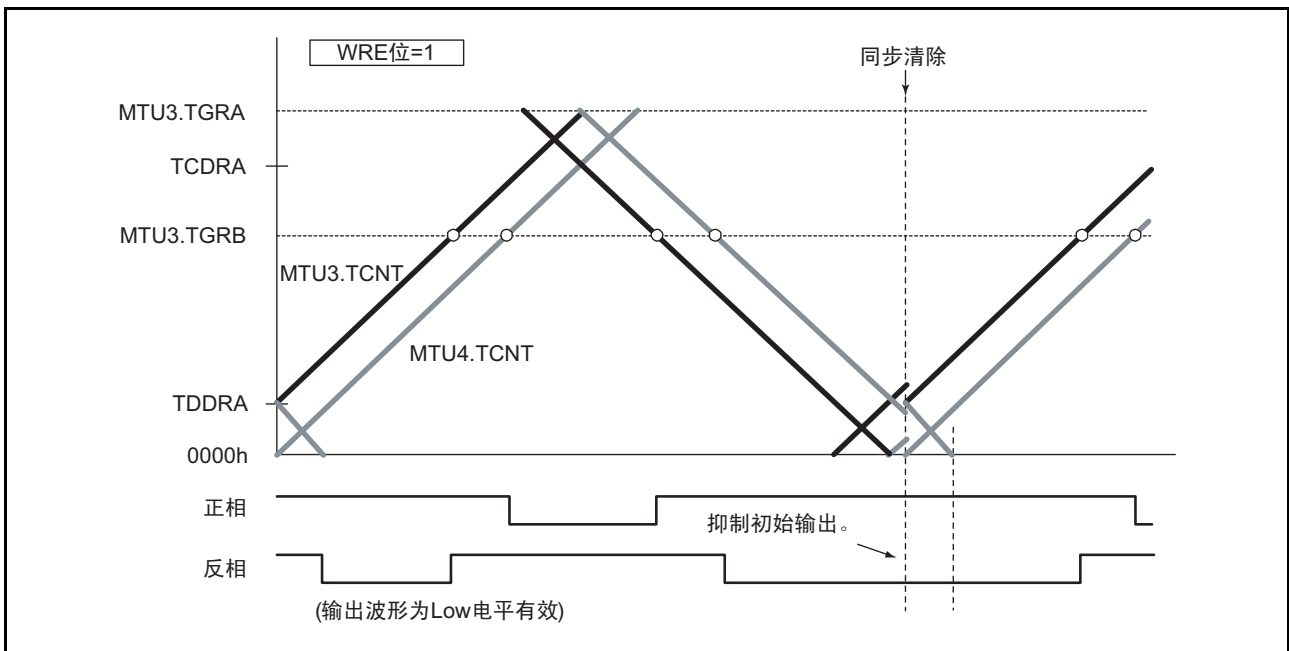 WRE位=1
同步清除
MTU3.TGRA
TCDRA
MTU3.TGRB
MTU3.TCNT
MTU4.TCNT
TDDRA
0000h
正相
抑制初始输出。
反相
(输出波形为Low电平有效)